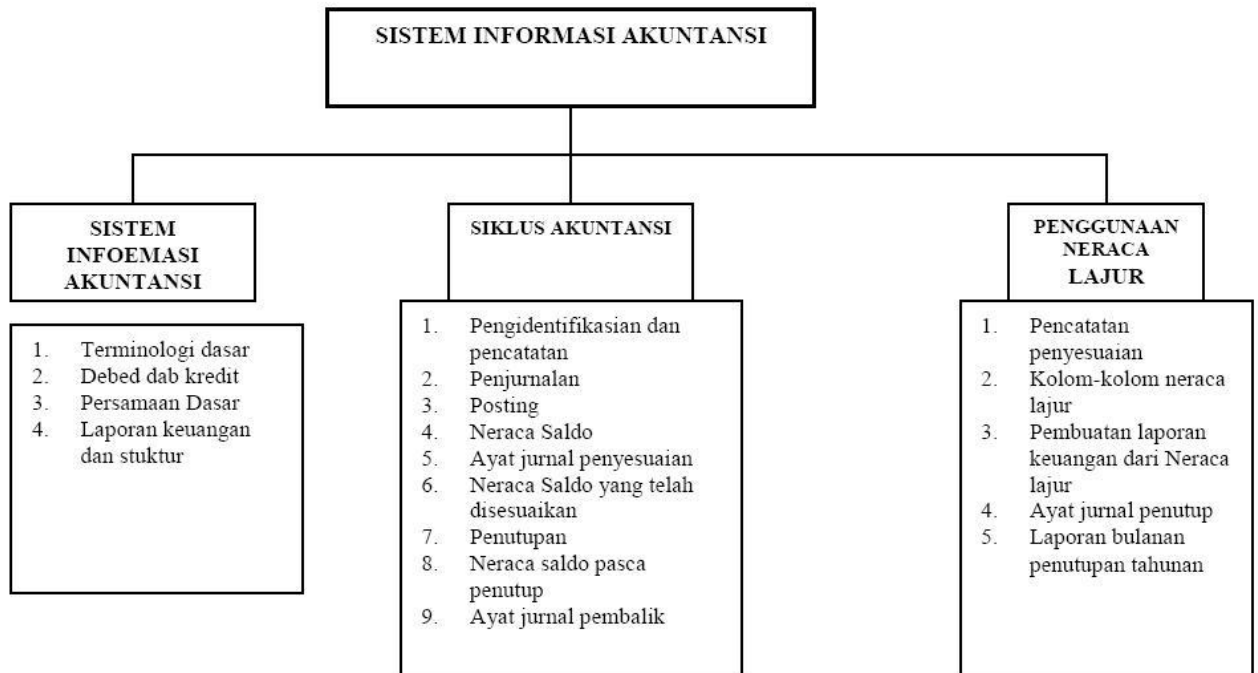 SISTEM INFORMASI AKUNTANSI
SISTEM
INFOEMASI
AKUNTANSI
1. Terminologi dasar
2. Debed dab kredit
3. Persamaan Dasar
4. Laporan keuangan
dan stuktur
SIKLUS AKUNTANSI
1. Pengidentifikasian dan
pencatatan
2. Penjurnalan
3. Posting
4. Neraca Saldo
5. Ayat jurnal penyesuaian
6. Neraca Saldo yang telah
disesuaikan
7. Penutupan
8. Neraca saldo pasca
penutup
9. Ayat jurnal pembalik
PENGGUNAAN
NERACA
LAJUR
1. Pencatatan
penyesuaian
2. Kolom-kolom neraca
lajur
3. Pembuatan laporan
keuangan dari Neraca
lajur
4. Ayat jurnal penutup
5. Laporan bulanan
penutupan tahunan